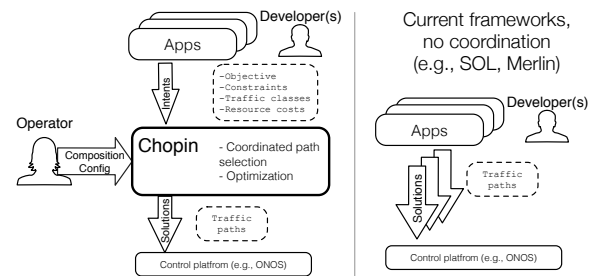 Developer(s)
Apps
Intents
-Objective
-Constraints
-Traffic classes
-Resource costs
Operator
Composition
Config
Chopin
- Coordinated path
selection
- Optimization
Solutions
Traffic
paths
Control platfrom (e.g., ONOS)
Current frameworks,
no coordination
(e.g., SOL, Merlin)
Developer(s)
Apps
Solutions
Traffic
paths
Control platfrom (e.g., ONOS)